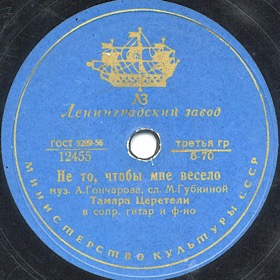 ЛЗ
Ленинградский завод
ГОСТ 5289-56
третья гр
12455
6-70
Не то, чтобы мне весело
муз. А.Гончарова, сл. М.Губкиной
Тамара Церетели
в сопр. гитар и ф-но
МИНИСТЕРСТВО КУЛЬТУРЫ СССР